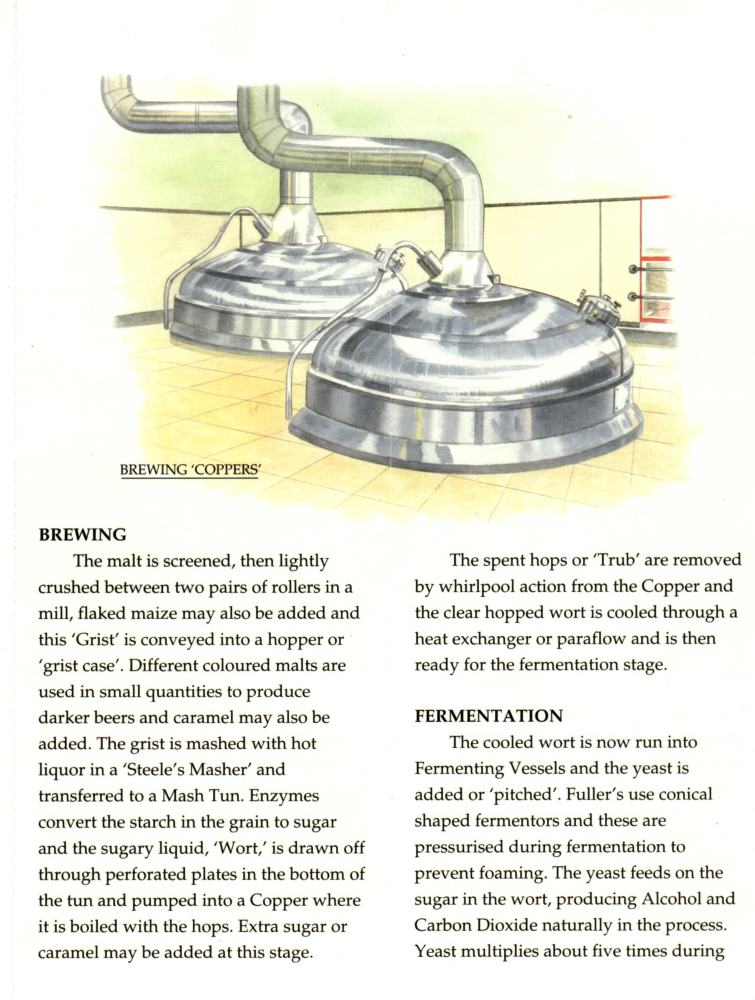 BREWING ‘COPPERS’
BREWING
The malt is screened, then lightly
crushed between two pairs of rollers in a
mill, flaked maize may also be added and
this ‘Grist’ is conveyed into a hopper or
‘grist case’. Different coloured malts are
used in small quantities to produce
darker beers and caramel may also be
added. The grist is mashed with hot
liquor in a ‘Steele’s Masher’ and
transferred to a Mash Tun. Enzymes
convert the starch in the grain to sugar
and the sugary liquid, ‘Wort,’ is drawn off
through perforated plates in the bottom of
the tun and pumped into a Copper where
it is boiled with the hops. Extra sugar or
caramel may be added at this stage.
The spent hops or ‘Trub’ are removed
by whirlpool action from the Copper and
the clear hopped wort is cooled through a
heat exchanger or paraflow and is then
ready for the fermentation stage.
FERMENTATION
The cooled wort is now run into
Fermenting Vessels and the yeast is
added or ‘pitched’. Fuller’s use conical
shaped fermentors and these are
pressurised during fermentation to
prevent foaming. The yeast feeds on the
sugar in the wort, producing Alcohol and
Carbon Dioxide naturally in the process.
Yeast multiplies about five times during